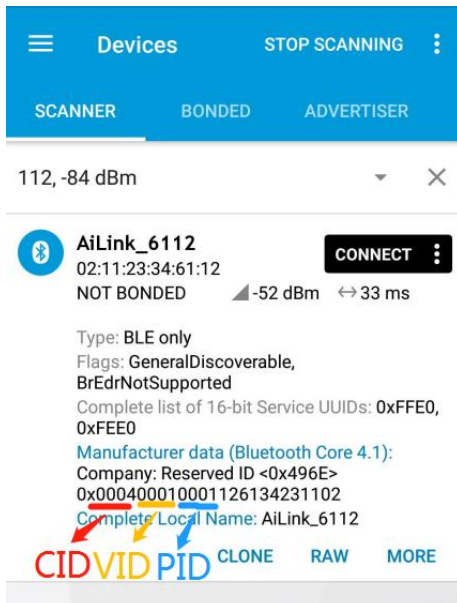 Devices STOP SCANNING
SCANNER BONDED ADVERTISER
112, -84 dBm
AiLink_6112
CONNECT
02:11:23:34:61:12
NOT BONDED -52 dBm 33 ms
Type: BLE only
Flags: GeneralDiscoverable,
BrEdrNotSupported
Complete list of 16-bit Service UUIDs: 0xFFE0,
0xFEE0
Manufacturer data (Bluetooth Core 4.1):
Company: Reserved ID <0x496E>
0x000400010001126134231102
Complete Local Name: AiLink_6112
CID VID PID
CLONE RAW MORE